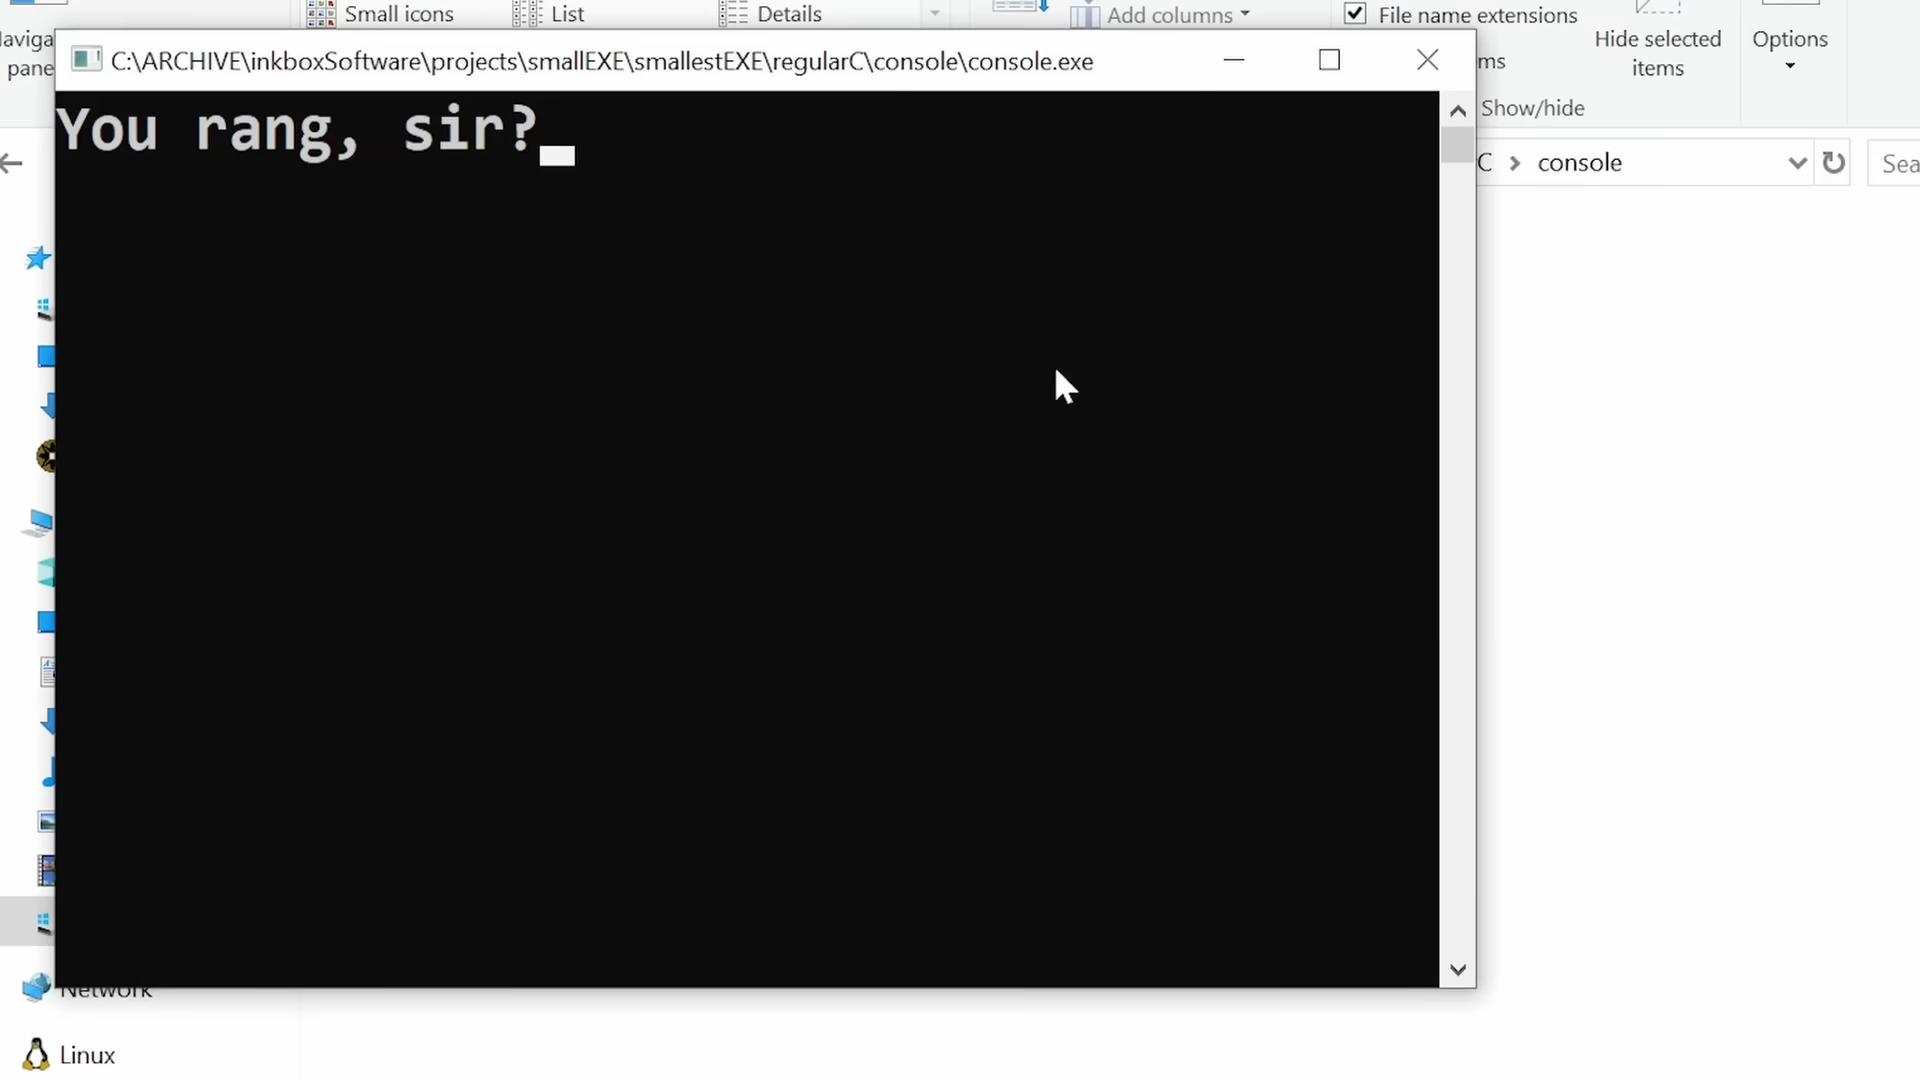 Small icons
List
Details
Add columns
File name extensions
Hide selected
items
Options
Show/hide
C:\ARCHIVE\inkboxSoftware\projects\smallEXE\smallestEXE\regularC\console\console.exe
You rang, sir?
pane
ms
C > console
Sea
Network
Linux